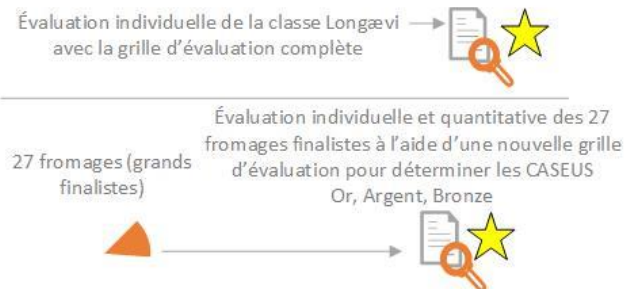 Évaluation individuelle de la classe Longævi
avec la grille d'évaluation complète
Évaluation individuelle et quantitative des 27
fromages finalistes à l'aide d'une nouvelle grille
d'évaluation pour déterminer les CASEUS
Or, Argent, Bronze
27 fromages (grands
finalistes)